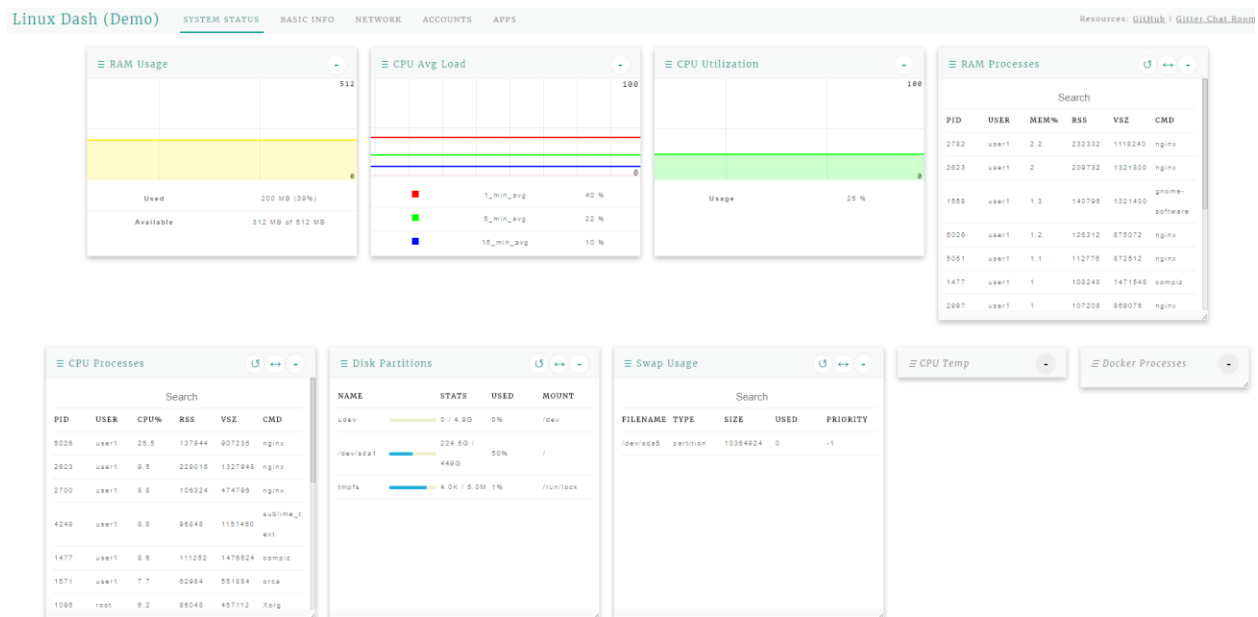 Linux Dash (Demo) SYSTEM STATUS BASIC INFO NETWORK ACCOUNTS APPS Resources: GitHub | Gitter Chat Room
RAM Usage -
512
0
Used 200 MB (39%)
Available 312 MB of 512 MB
CPU Avg Load -
100
0
1_min_avg 40 %
5_min_avg 22 %
15_min_avg 10 %
CPU Utilization -
100
0
Usage 25 %
RAM Processes -
Search
PID USER MEM% RSS VSZ CMD
2782 user1 2.2 232332 1118240 nginx
2623 user1 2 209732 1321800 nginx
1558 user1 1.3 140796 1321400 gnome-
software
5026 user1 1.2 126312 875072 nginx
5051 user1 1.1 112776 872512 nginx
1477 user1 1 108248 1471548 compiz
2997 user1 1 107208 869076 nginx
CPU Processes -
Search
PID USER CPU% RSS VSZ CMD
5026 user1 25.5 137944 907236 nginx
2623 user1 9.5 229016 1327948 nginx
2700 user1 8.8 106324 474796 nginx
4248 user1 8.8 96848 1151460 sublime_t
ext
1477 user1 8.6 111252 1476524 compiz
1571 user1 7.7 62984 551884 orca
1095 root 6.2 86048 457112 Xorg
Disk Partitions -
NAME STATS USED MOUNT
udev 0 / 4.9G 0% /dev
/dev/sda1 224.5G /
449G 50% /
tmpfs 4.0K / 5.0M 1% /run/lock
Swap Usage -
Search
FILENAME TYPE SIZE USED PRIORITY
/dev/sda5 partition 10364924 0 -1
CPU Temp -
Docker Processes -